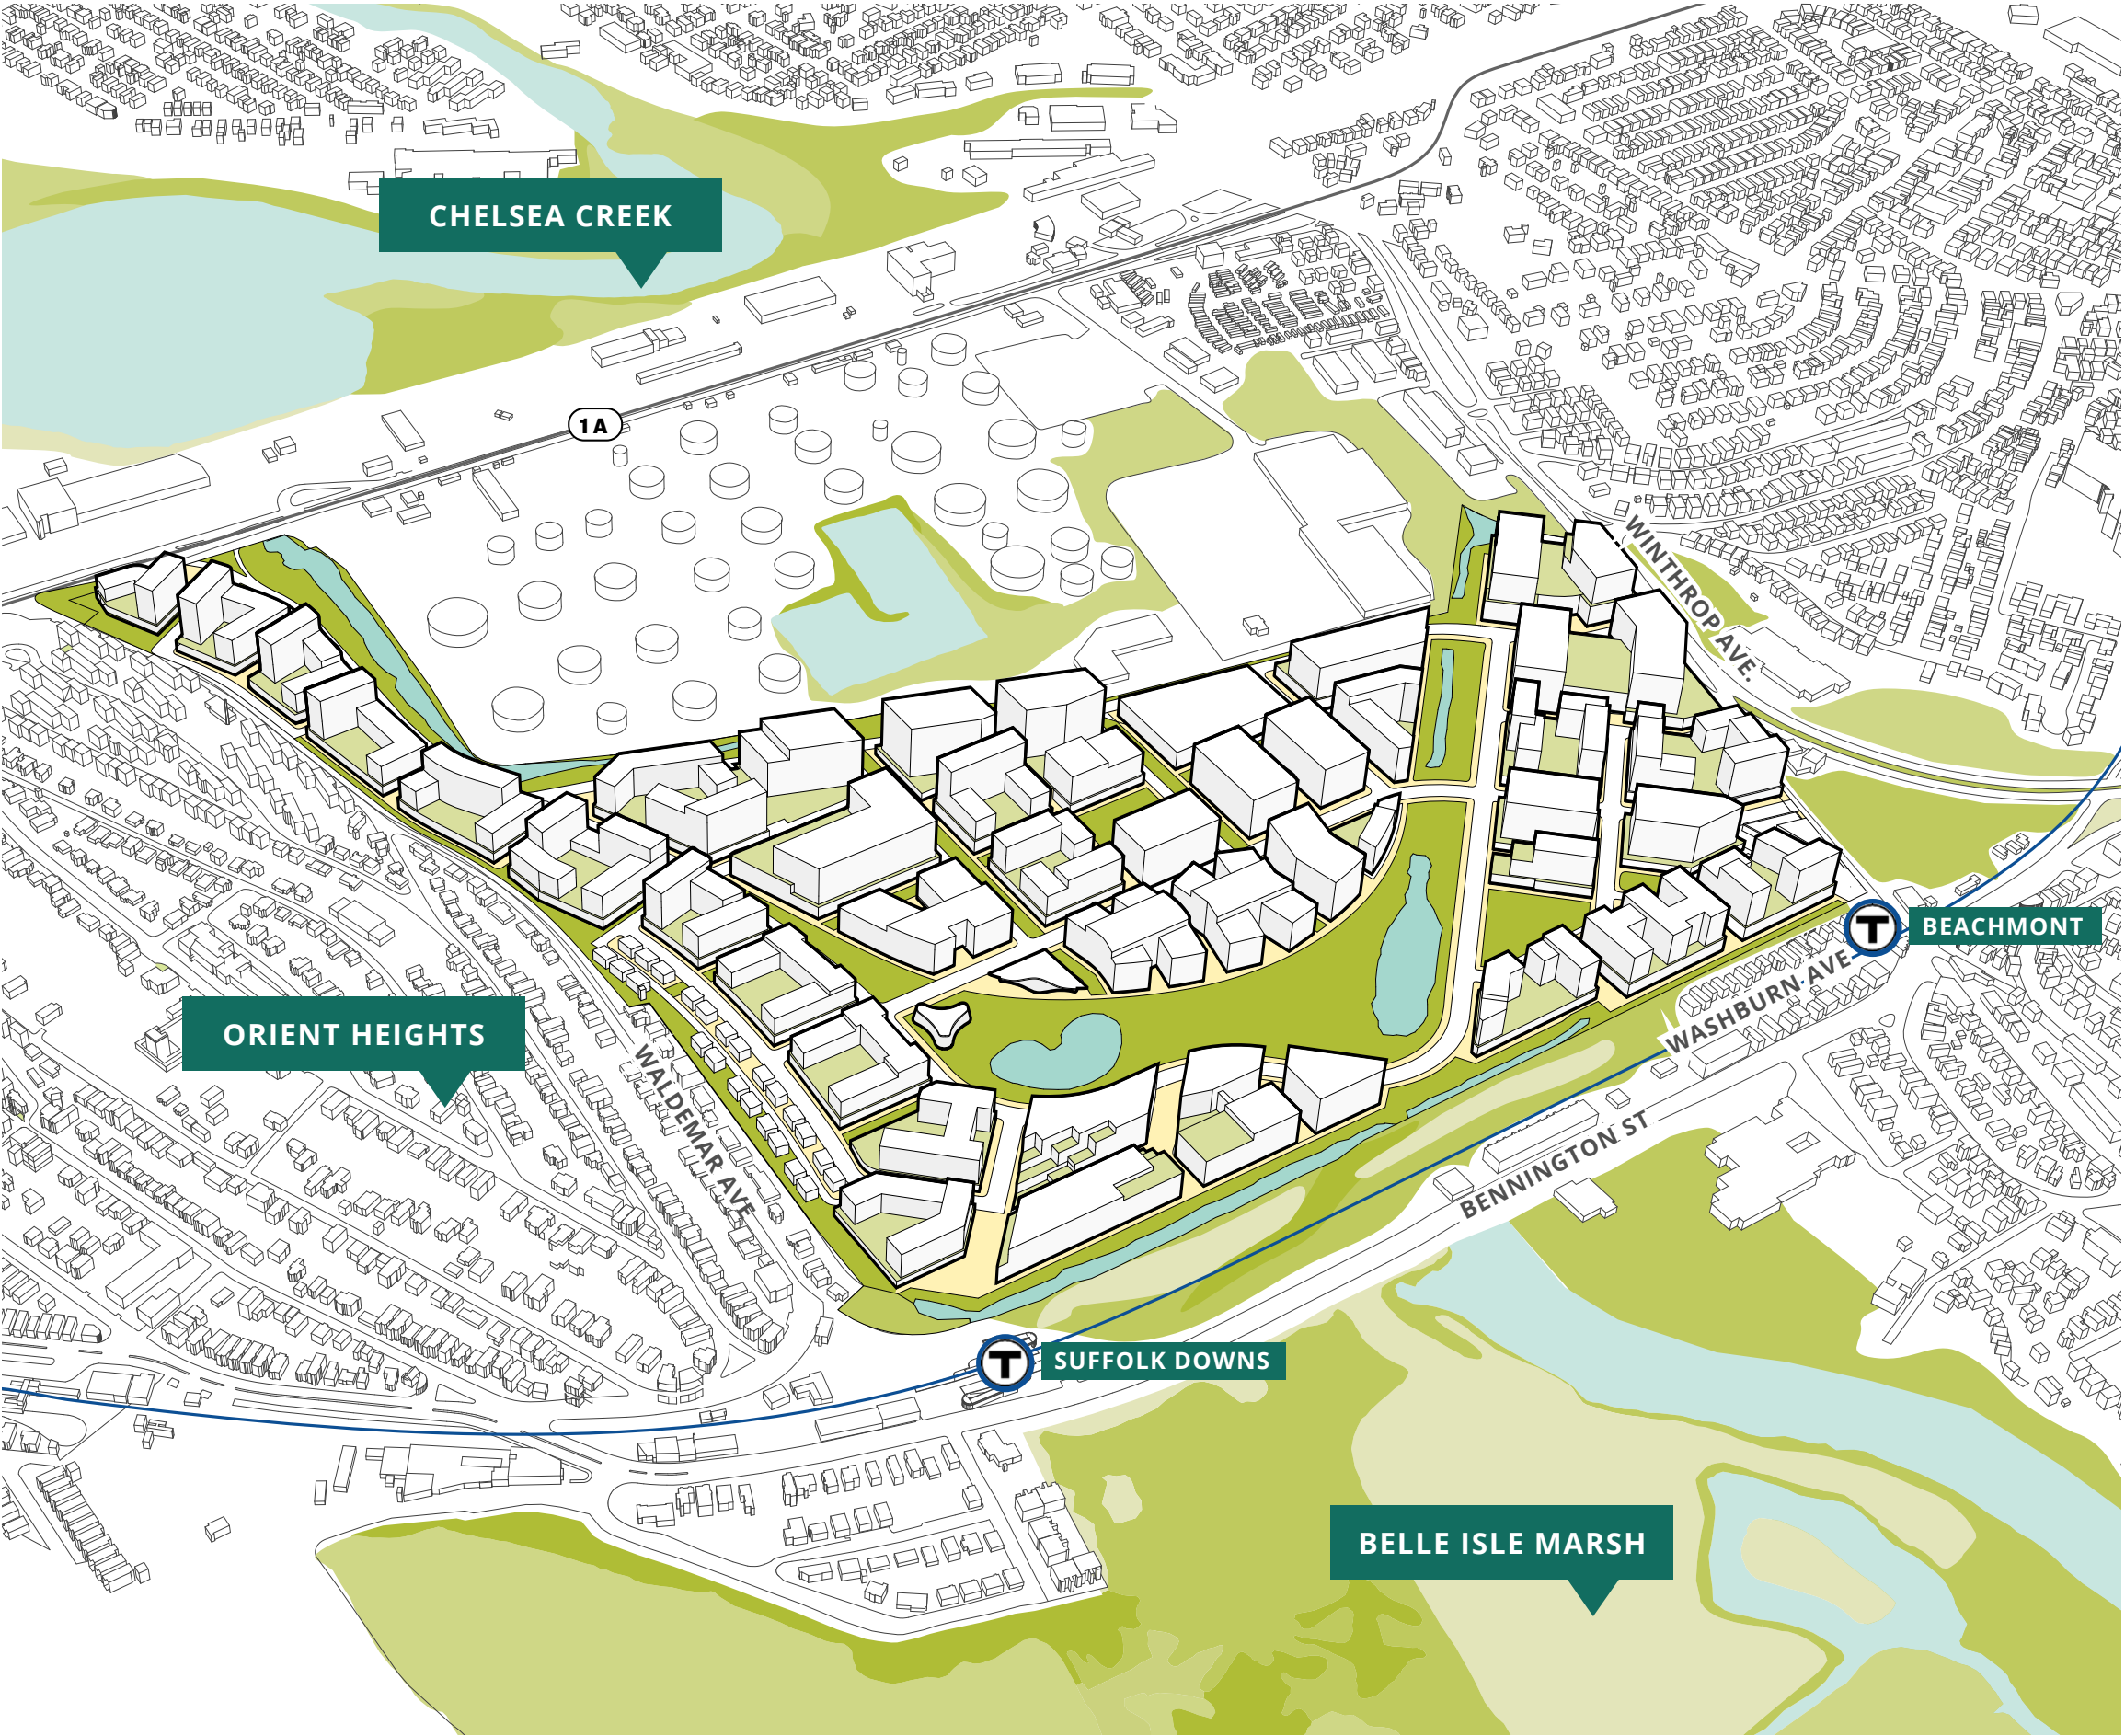 CHELSEA CREEK
1A
WINTHROP AVE.
T
BEACHMONT
WASHBURN AVE
ORIENT HEIGHTS
WALDEMAR AVE
BENNINGTON ST
T
SUFFOLK DOWNS
BELLE ISLE MARSH